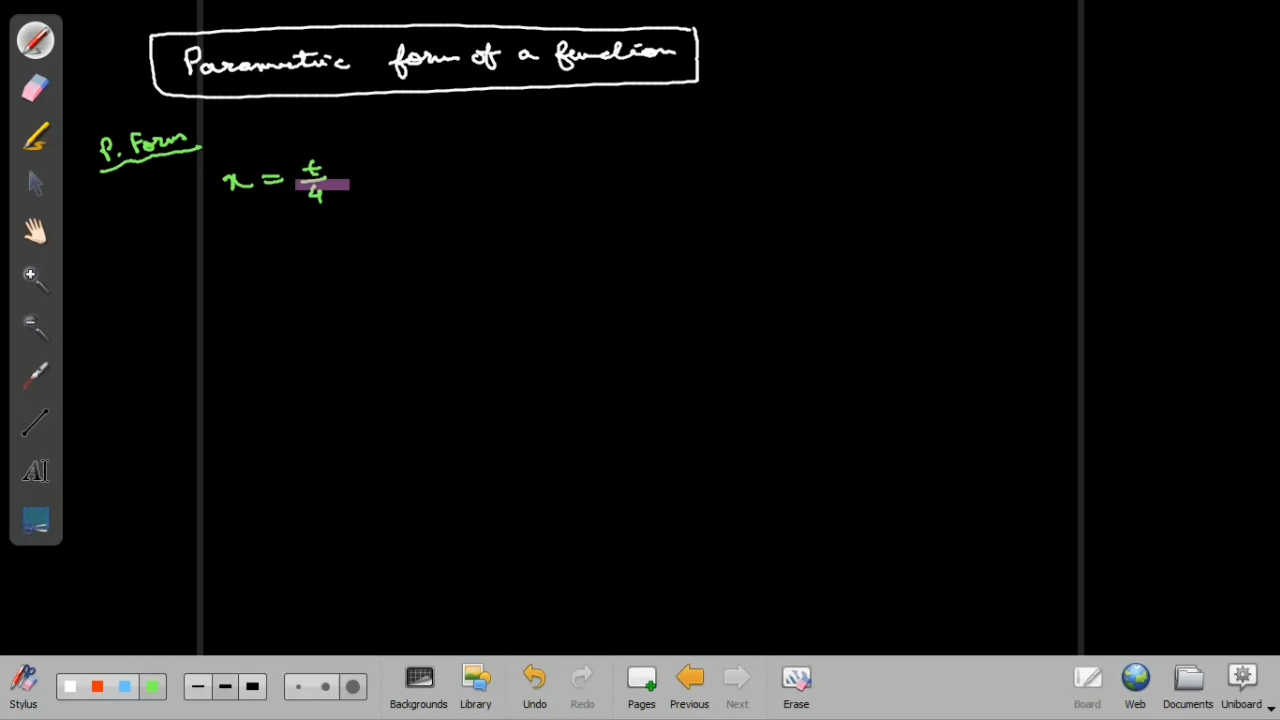 Parametric form of a function
P. Form
x = t/4
Stylus
Backgrounds
Library
Undo
Redo
Pages
Previous
Next
Erase
Board
Web
Documents
Uniboard
AI